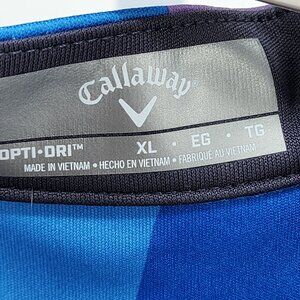 Callaway
OPTI•DRI™ XL • EG • TG
MADE IN VIETNAM • HECHO EN VIETNAM • FABRIQUÉ AU VIETNAM